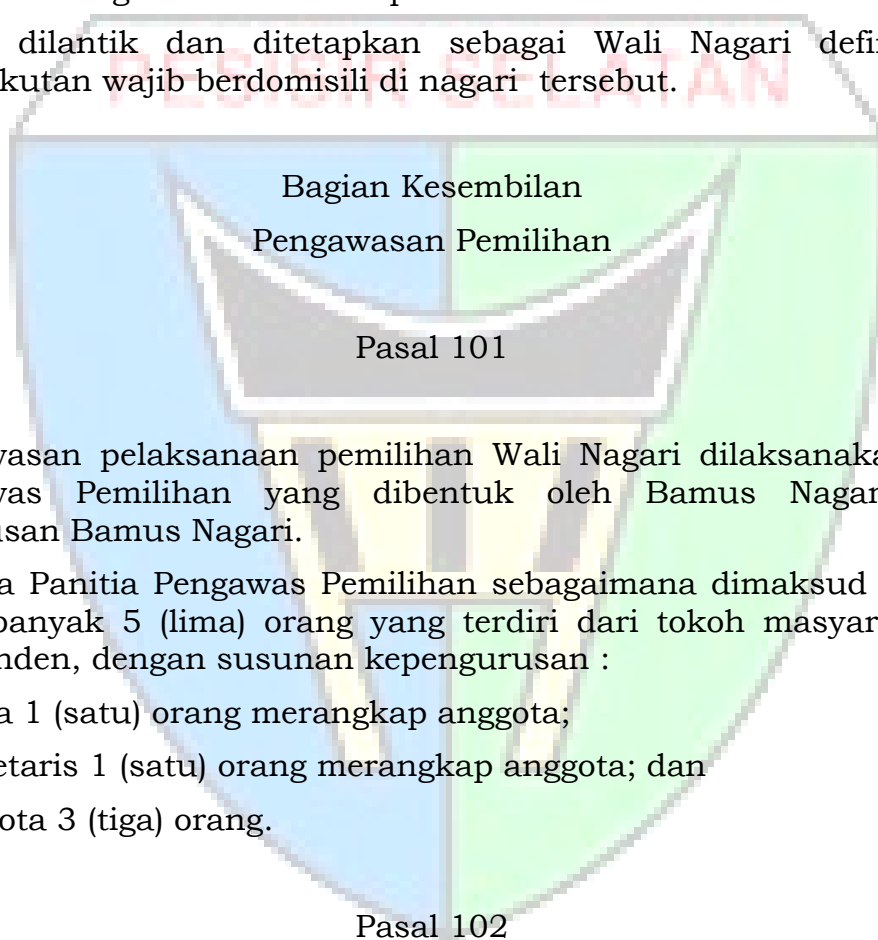 dilantik dan ditetapkan sebagai Wali Nagari defin
kutan wajib berdomisili di nagari tersebut.
PESISIR SELATAN
Bagian Kesembilan
Pengawasan Pemilihan
Pasal 101
wasan pelaksanaan pemilihan Wali Nagari dilaksanaka
was Pemilihan yang dibentuk oleh Bamus Nagar
usan Bamus Nagari.
a Panitia Pengawas Pemilihan sebagaimana dimaksud
banyak 5 (lima) orang yang terdiri dari tokoh masyar
nden, dengan susunan kepengurusan :
a 1 (satu) orang merangkap anggota;
etaris 1 (satu) orang merangkap anggota; dan
ota 3 (tiga) orang.
Pasal 102